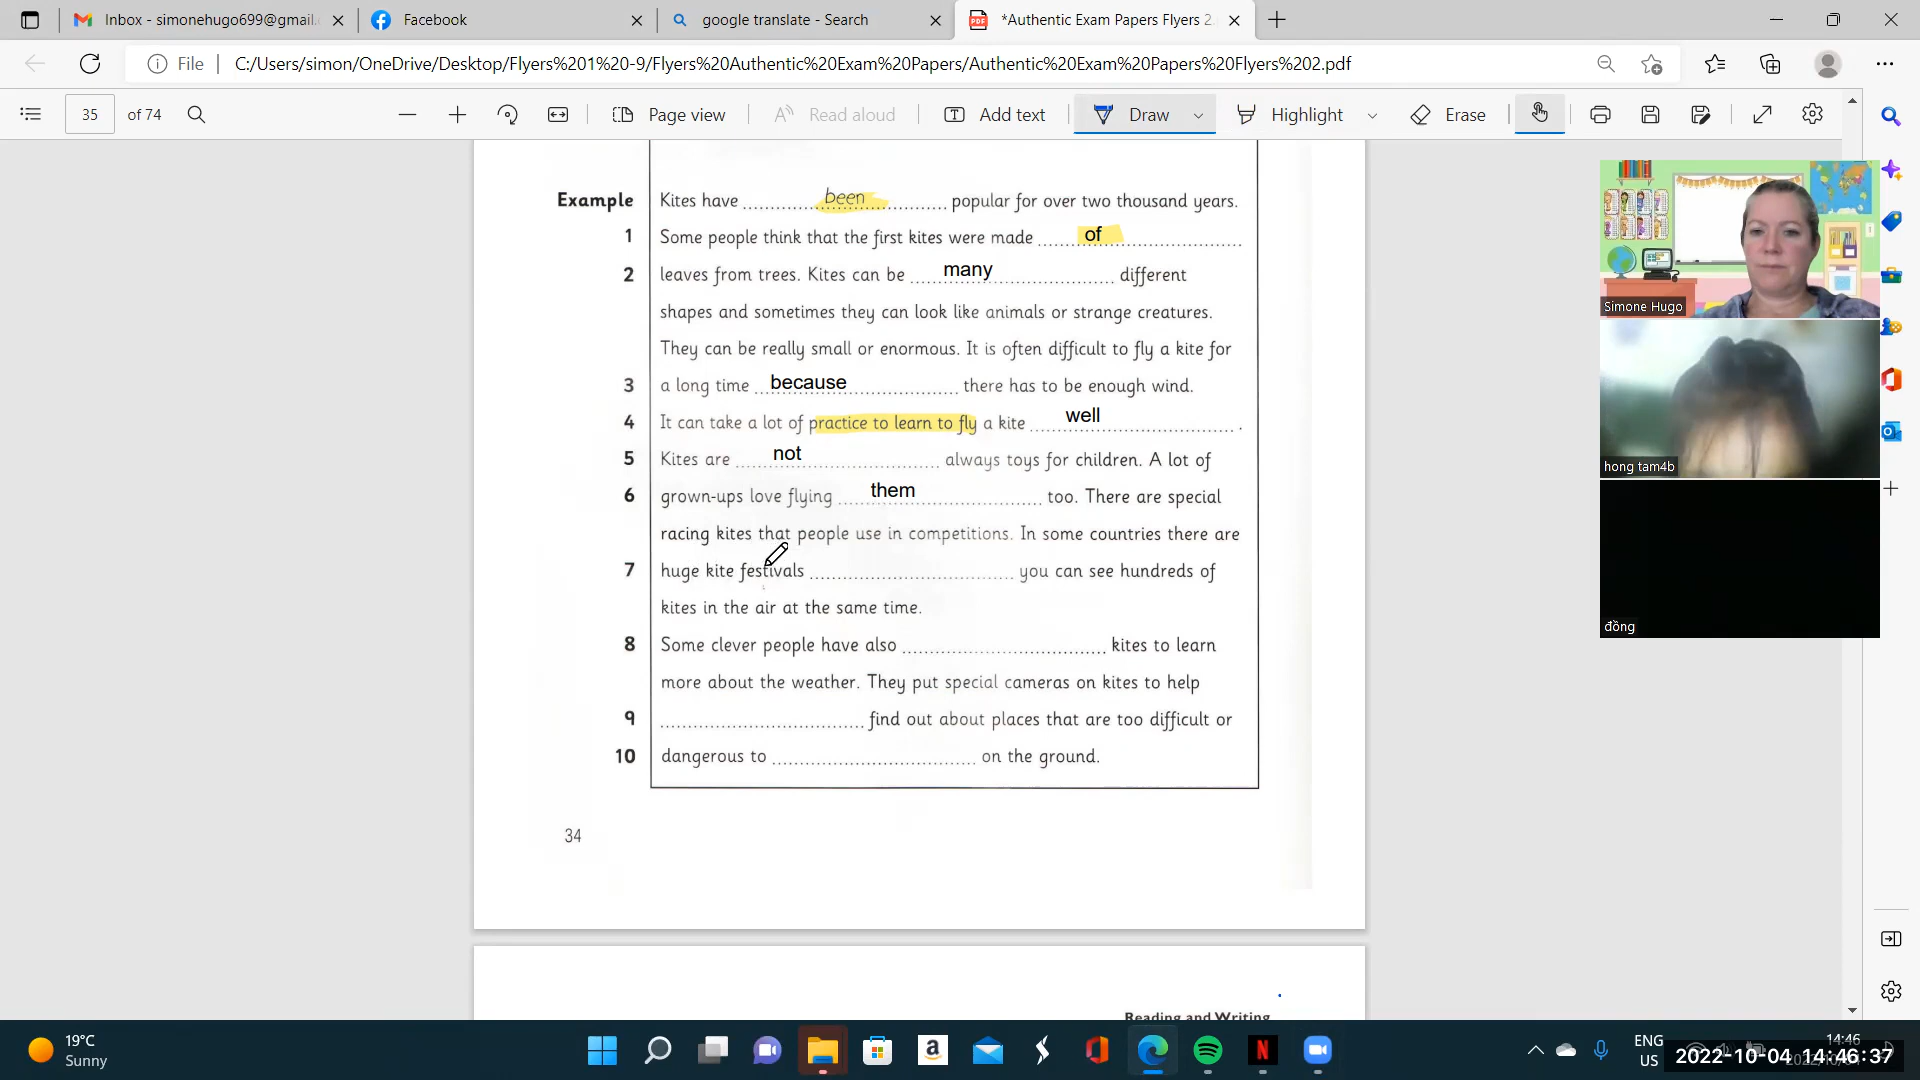 Inbox - simonehugo699@gmail.
Facebook
google translate - Search
*Authentic Exam Papers Flyers 2.
File
C:/Users/simon/OneDrive/Desktop/Flyers%201%20-9/Flyers%20Authentic%20Exam%20Papers/Authentic%20Exam%20Papers%20Flyers%202.pdf
35 of 74
Page view
Read aloud
Add text
Draw
Highlight
Erase
Example Kites have been popular for over two thousand years.
1 Some people think that the first kites were made of
2 leaves from trees. Kites can be many different
shapes and sometimes they can look like animals or strange creatures.
They can be really small or enormous. It is often difficult to fly a kite for
3 a long time because there has to be enough wind.
4 It can take a lot of practice to learn to fly a kite well .
5 Kites are not always toys for children. A lot of
6 grown-ups love flying them too. There are special
racing kites that people use in competitions. In some countries there are
7 huge kite festivals you can see hundreds of
kites in the air at the same time.
8 Some clever people have also kites to learn
more about the weather. They put special cameras on kites to help
9 find out about places that are too difficult or
10 dangerous to on the ground.
34
Reading and Writing
Simone Hugo
hong tam4b
đồng
19°C
Sunny
ENG
US
14:46
2022-10-04 14:46:37